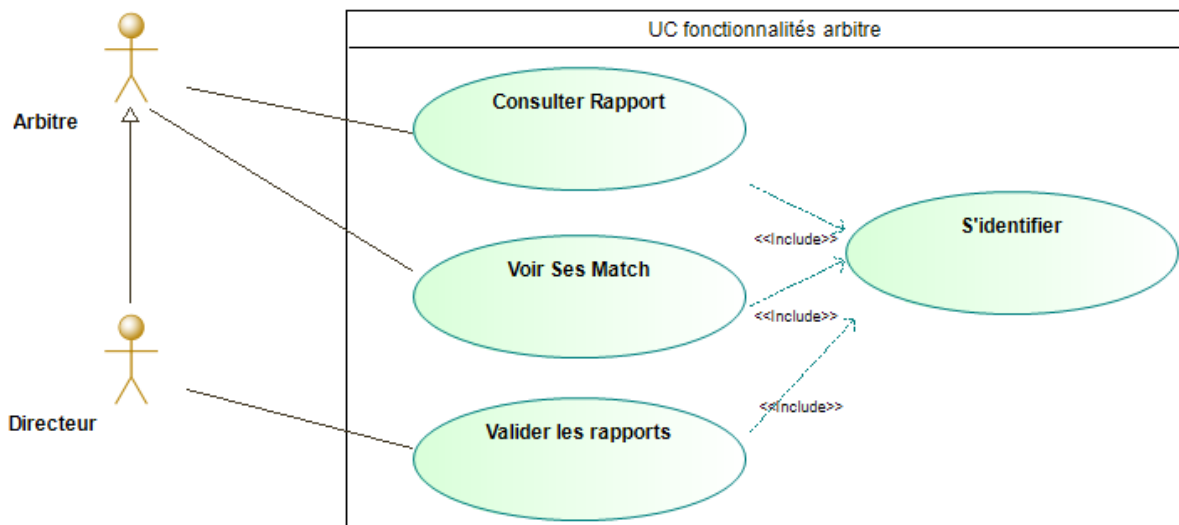 UC fonctionnalités arbitre
Consulter Rapport
Arbitre
S'identifier
<<Include>>
Voir Ses Match
<<Include>>
<<Include>>
Directeur
Valider les rapports